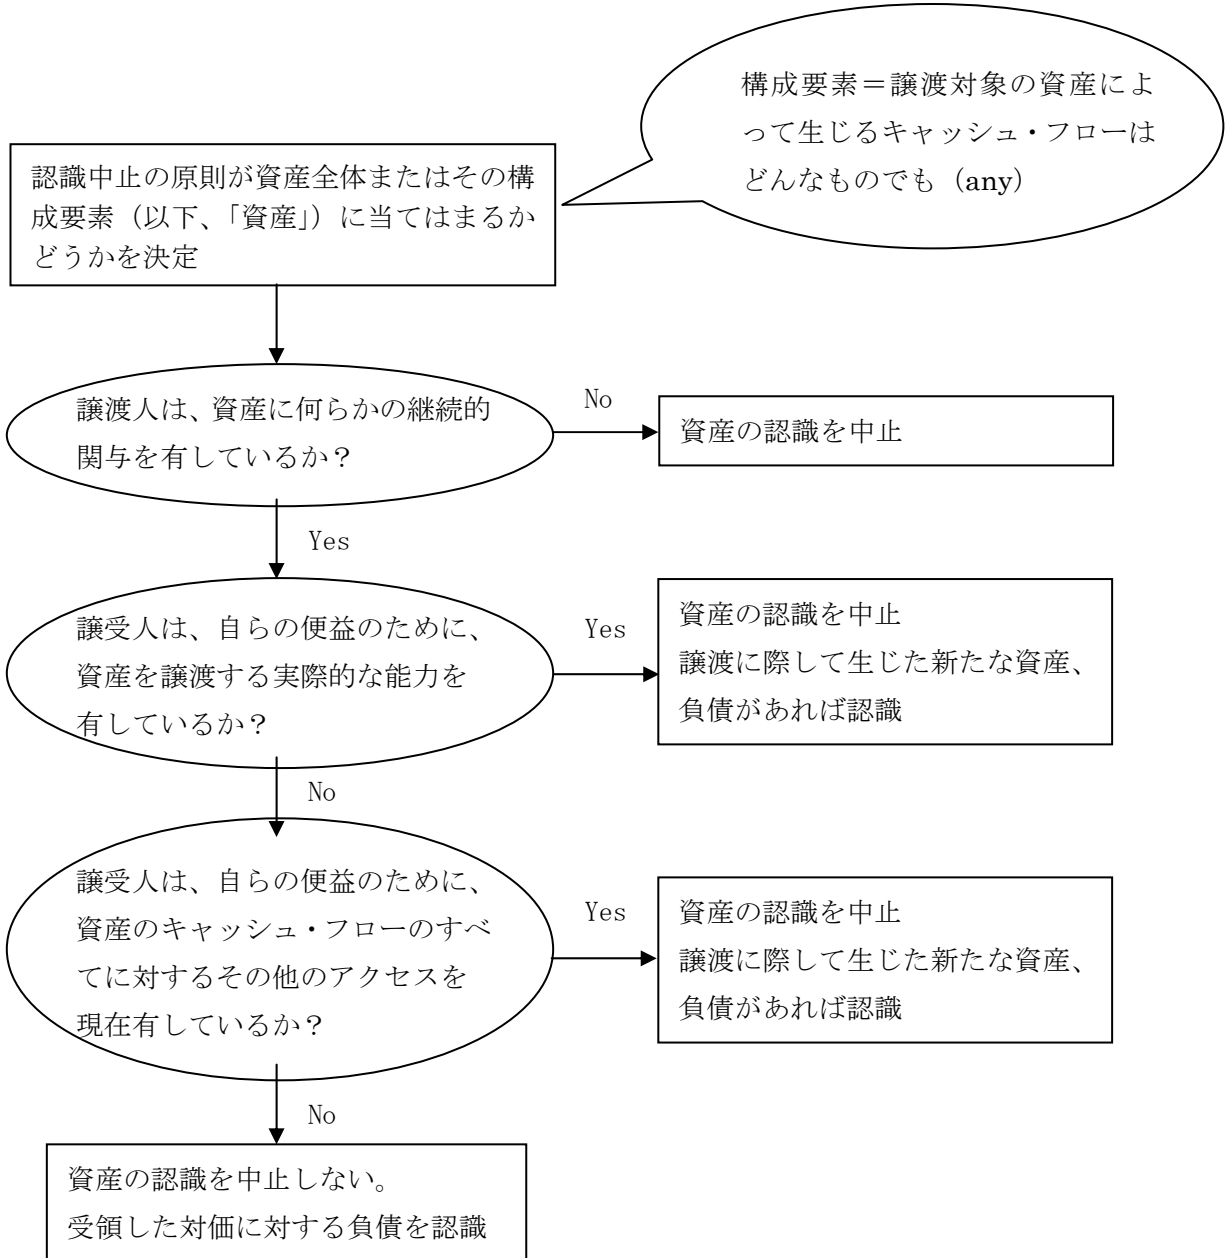 構成要素＝譲渡対象の資産によ
って生じるキャッシュ・フローは
どんなものでも（any）
認識中止の原則が資産全体またはその構
成要素（以下、「資産」）に当てはまるか
どうかを決定
譲渡人は、資産に何らかの継続的
関与を有しているか？
No
資産の認識を中止
Yes
譲受人は、自らの便益のために、
資産を譲渡する実際的な能力を
有しているか？
Yes
資産の認識を中止
譲渡に際して生じた新たな資産、
負債があれば認識
No
譲受人は、自らの便益のために、
資産のキャッシュ・フローのすべ
てに対するその他のアクセスを
現在有しているか？
Yes
資産の認識を中止
譲渡に際して生じた新たな資産、
負債があれば認識
No
資産の認識を中止しない。
受領した対価に対する負債を認識